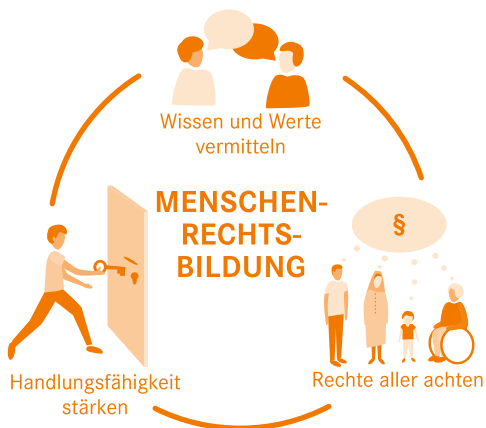 Wissen und Werte
vermitteln
MENSCHEN-
RECHTS-
BILDUNG
§
Handlungsfähigkeit
stärken
Rechte aller achten